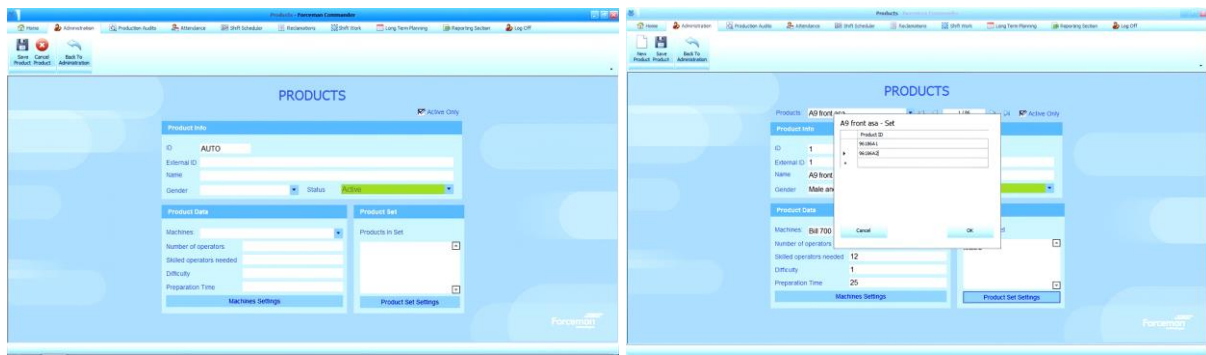 Products - Forceman Commander
Home Administration Production Audits Attendance Shift Scheduler Reclamations Shift Work Long Term Planning Reporting Section Log Off
Save Product
Cancel Product
Back To Administration
PRODUCTS
Active Only
Product Info
ID AUTO
External ID
Name
Gender Status Active
Product Data
Product Set
Machines
Products In Set
Number of operators
Skilled operators needed
Difficulty
Preparation Time
Machines Settings
Product Set Settings
Forceman
Products - Forceman Commander
Home Administration Production Audits Attendance Shift Scheduler Reclamations Shift Work Long Term Planning Reporting Section Log Off
New Product
Save Product
Back To Administration
PRODUCTS
Products A9 front asa
Active Only
Product Info
ID 1
External ID 1
Name A9 front
Gender Male an
A9 front asa - Set
Product ID
Cancel
OK
Product Data
Machines Bill 700
Number of operators
Skilled operators needed 12
Difficulty 1
Preparation Time 25
Machines Settings
Product Set Settings
Forceman